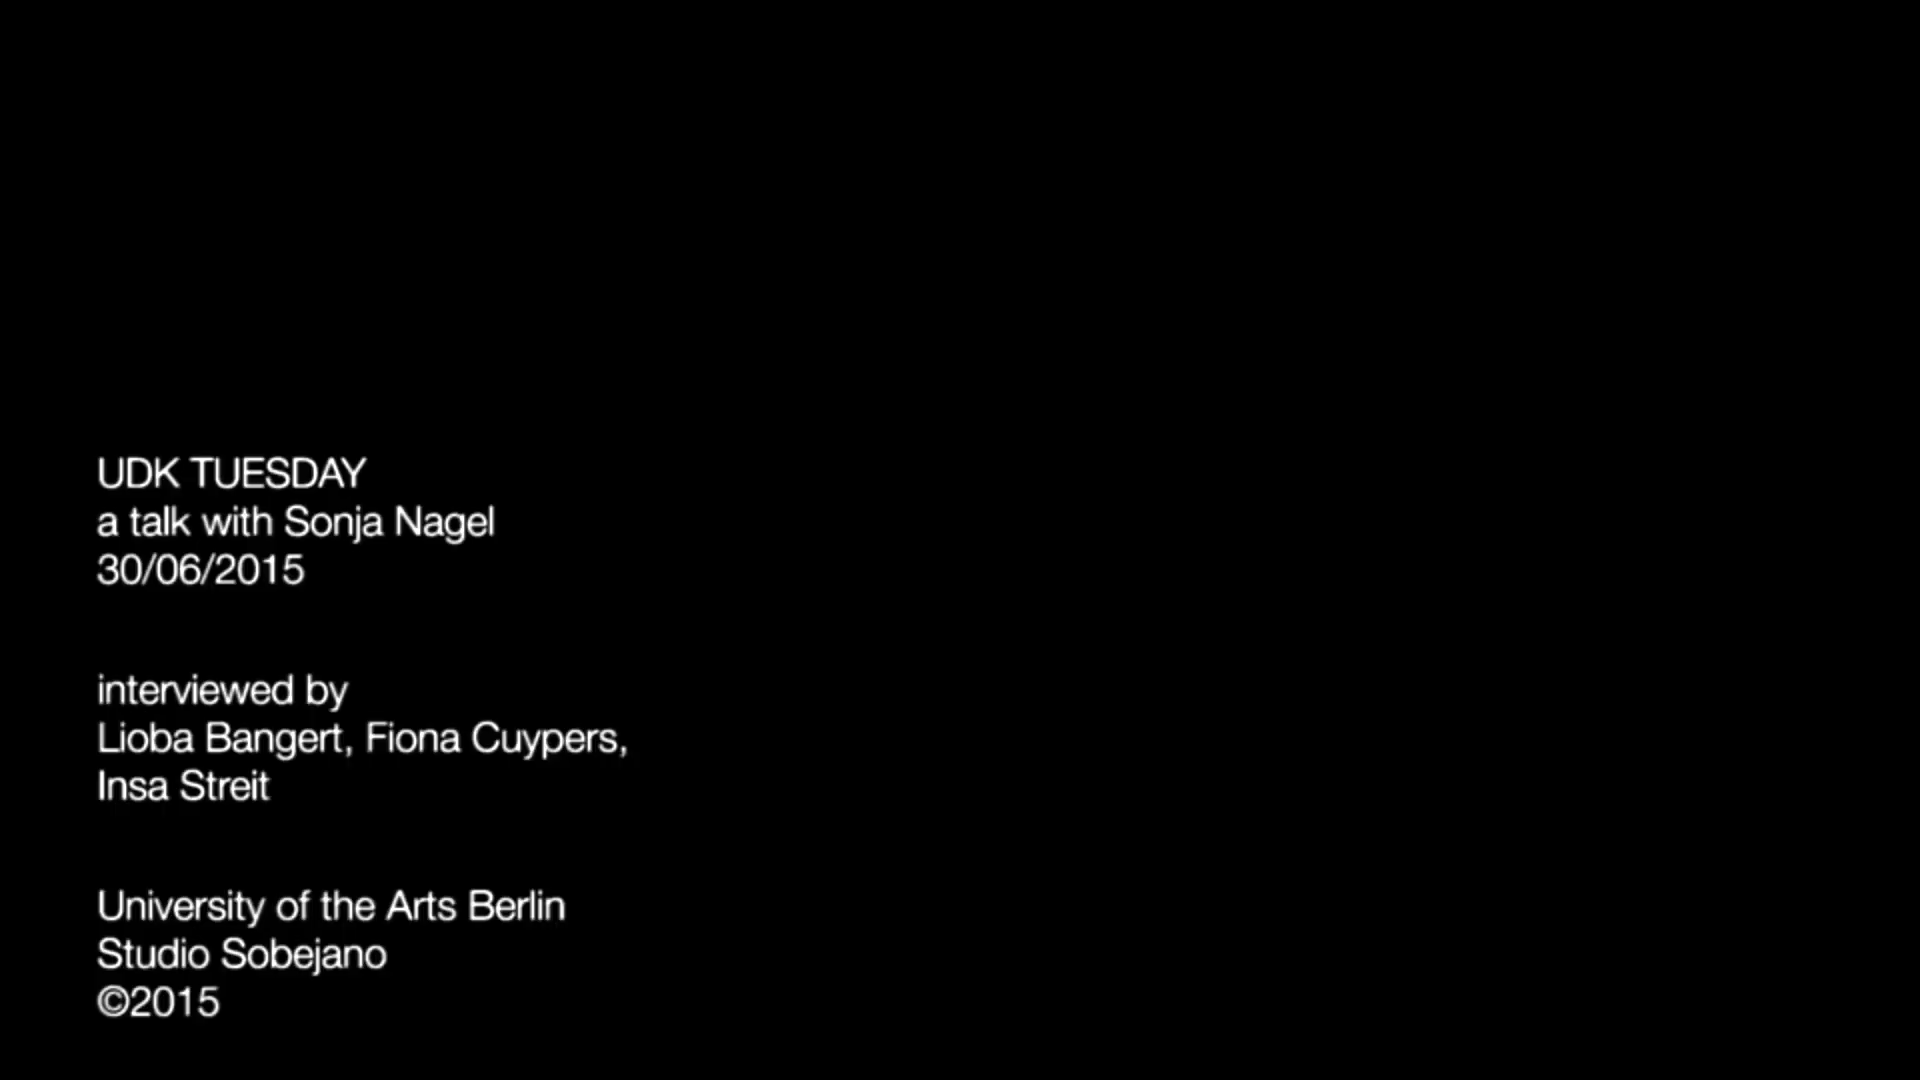 UDK TUESDAY
a talk with Sonja Nagel
30/06/2015
interviewed by
Lioba Bangert, Fiona Cuypers,
Insa Streit
University of the Arts Berlin
Studio Sobejano
©2015